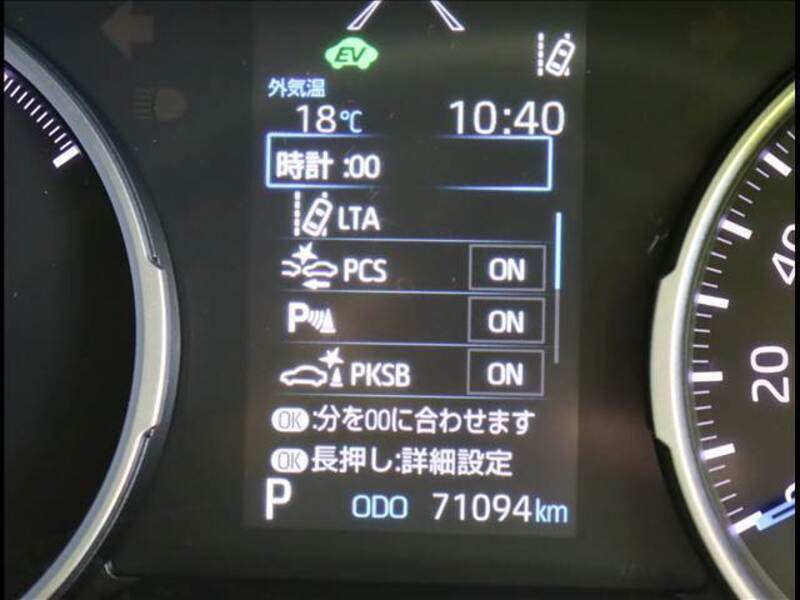 EV
外気温
18℃ 10:40
時計 :00
LTA
PCS ON
P ON
PKSB ON
OK:分を00に合わせます
OK長押し:詳細設定
P ODO 71094km
40
20